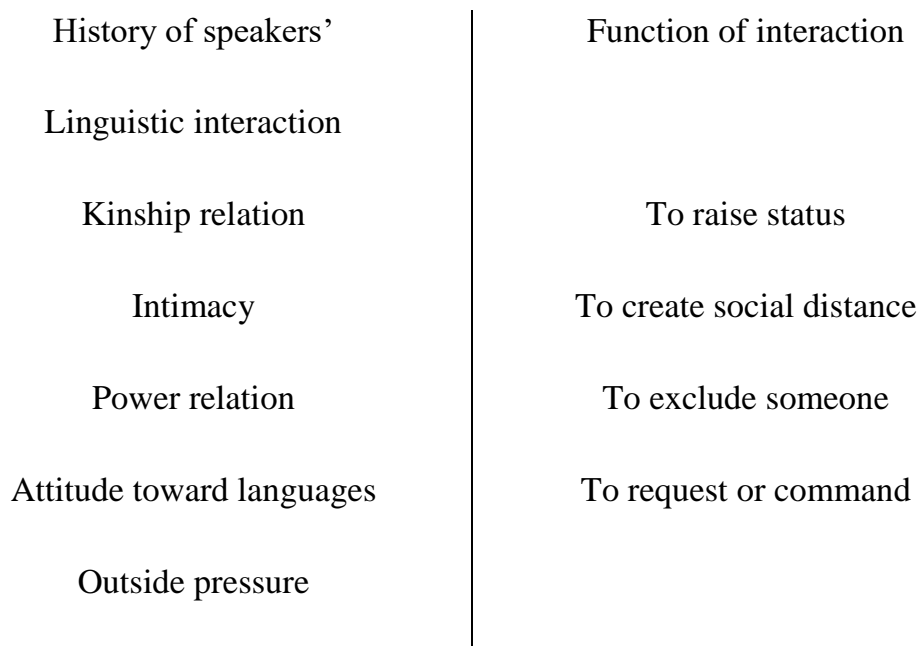 History of speakers’
Linguistic interaction
Kinship relation
Intimacy
Power relation
Attitude toward languages
Outside pressure
Function of interaction
To raise status
To create social distance
To exclude someone
To request or command